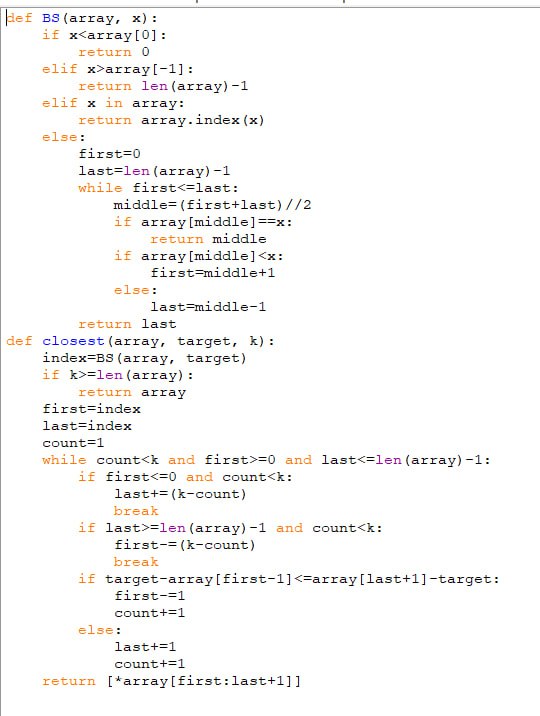 def BS(array, x):
    if x<array[0]:
        return 0
    elif x>array[-1]:
        return len(array)-1
    elif x in array:
        return array.index(x)
    else:
        first=0
        last=len(array)-1
        while first<=last:
            middle=(first+last)//2
            if array[middle]==x:
                return middle
            if array[middle]<x:
                first=middle+1
            else:
                last=middle-1
        return last
def closest(array, target, k):
    index=BS(array, target)
    if k>=len(array):
        return array
    first=index
    last=index
    count=1
    while count<k and first>=0 and last<=len(array)-1:
        if first<=0 and count<k:
            last+=(k-count)
            break
        if last>=len(array)-1 and count<k:
            first-=(k-count)
            break
        if target-array[first-1]<=array[last+1]-target:
            first-=1
            count+=1
        else:
            last+=1
            count+=1
    return [*array[first:last+1]]